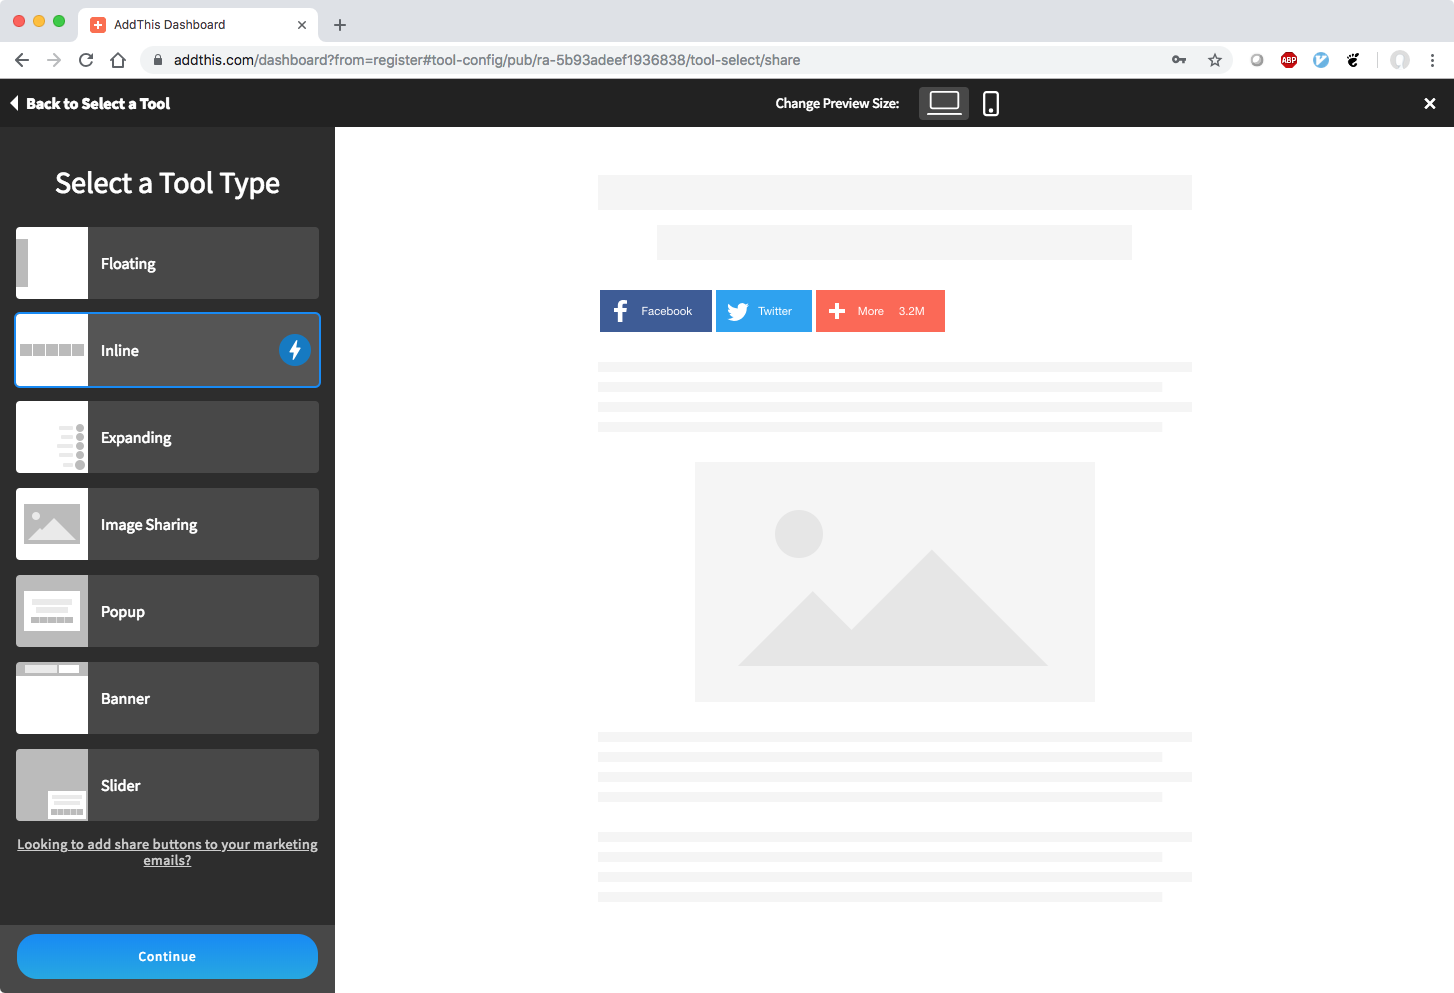 AddThis Dashboard
addthis.com/dashboard?from=register#tool-config/pub/ra-5b93adeef1936838/tool-select/share
ABP
Back to Select a Tool
Change Preview Size:
Select a Tool Type
Floating
Inline
Expanding
Image Sharing
Popup
Banner
Slider
Looking to add share buttons to your marketing
emails?
Continue
Facebook
Twitter
More 3.2M